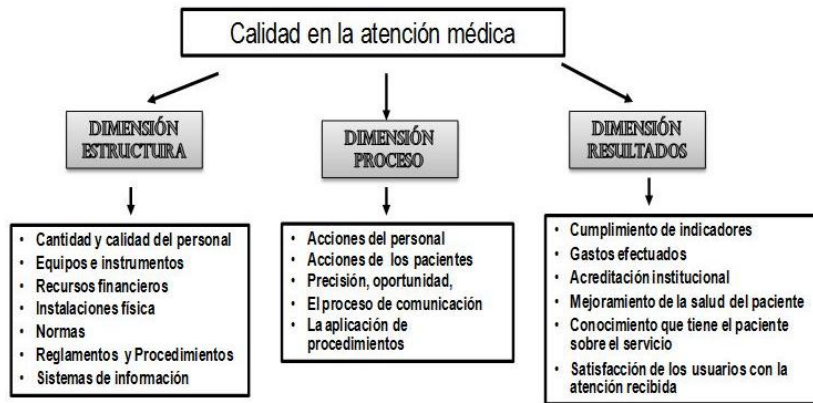 Calidad en la atención médica
DIMENSIÓN
ESTRUCTURA
• Cantidad y calidad del personal
• Equipos e instrumentos
• Recursos financieros
• Instalaciones física
• Normas
• Reglamentos y Procedimientos
• Sistemas de información
DIMENSIÓN
PROCESO
• Acciones del personal
• Acciones de los pacientes
• Precisión, oportunidad,
• El proceso de comunicación
• La aplicación de
procedimientos
DIMENSIÓN
RESULTADOS
• Cumplimiento de indicadores
• Gastos efectuados
• Acreditación institucional
• Mejoramiento de la salud del paciente
• Conocimiento que tiene el paciente
sobre el servicio
• Satisfacción de los usuarios con la
atención recibida